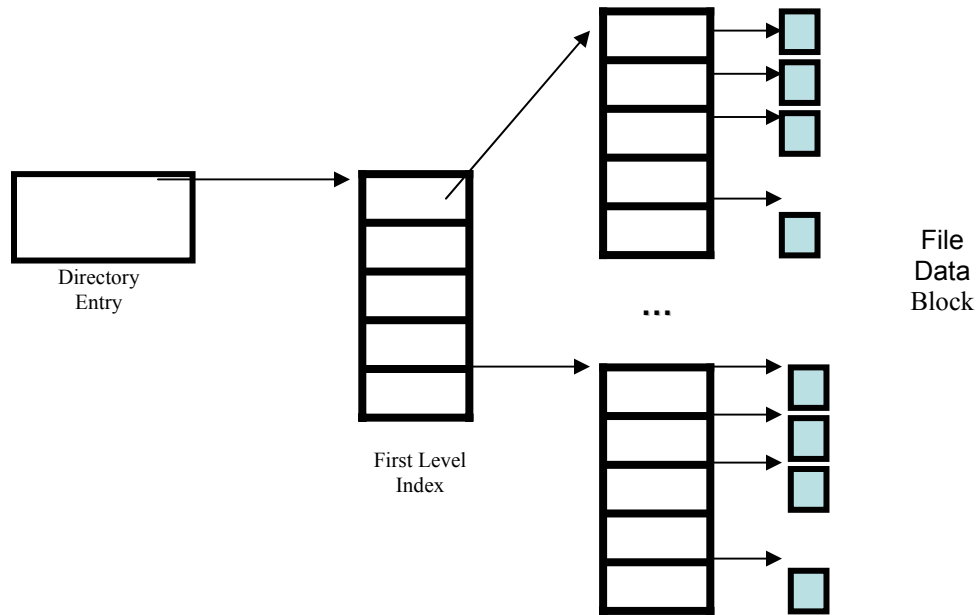 Directory
Entry
First Level
Index
...
File
Data
Block